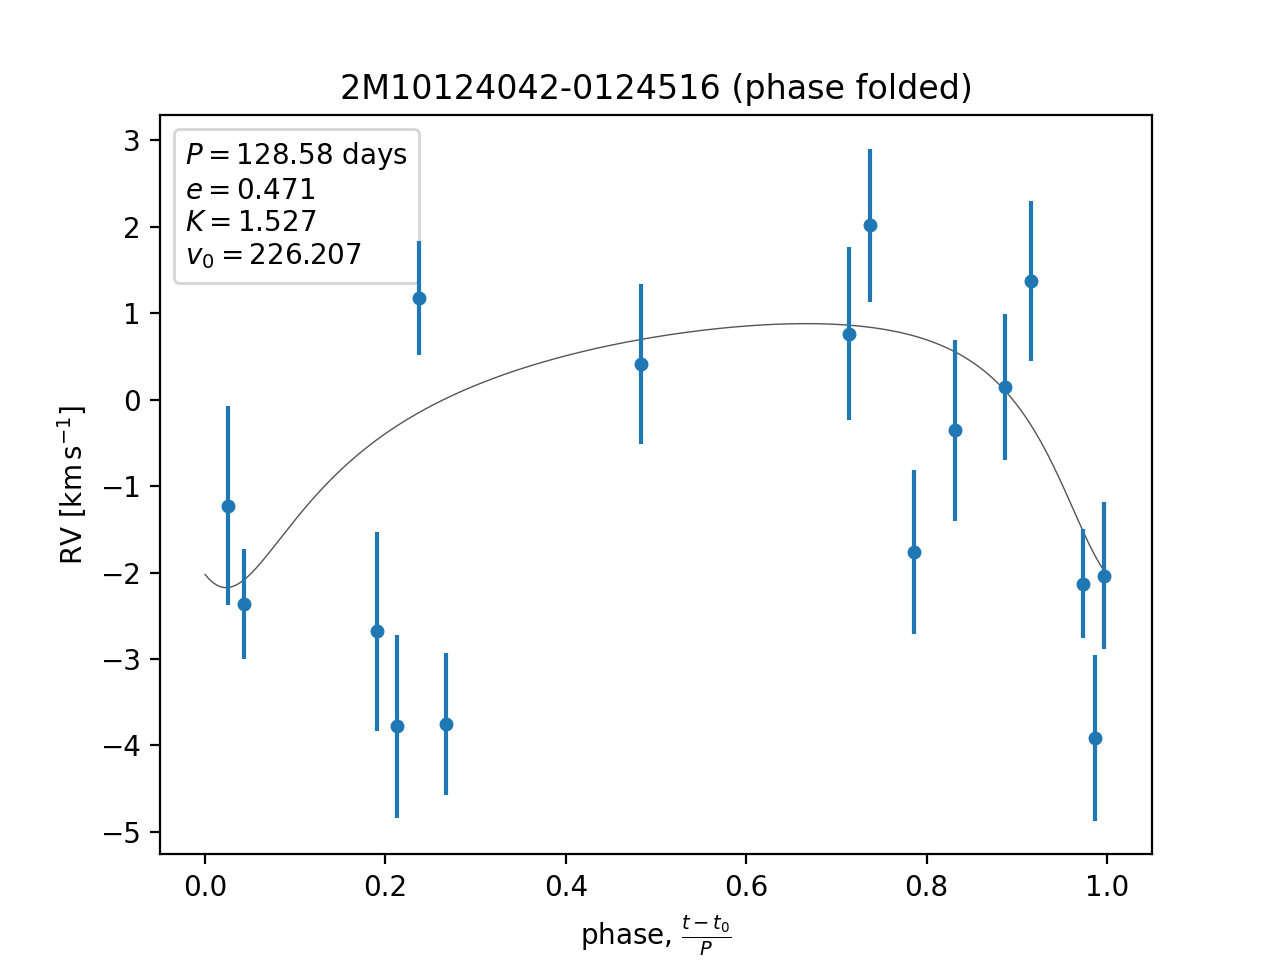 2M10124042-0124516 (phase folded)
P = 128.58 days
e = 0.471
K = 1.527
v₀ = 226.207
3
2
1
0
−1
−2
−3
−4
−5
RV [km s⁻¹]
0.0 0.2 0.4 0.6 0.8 1.0
phase, (t − t₀)/P